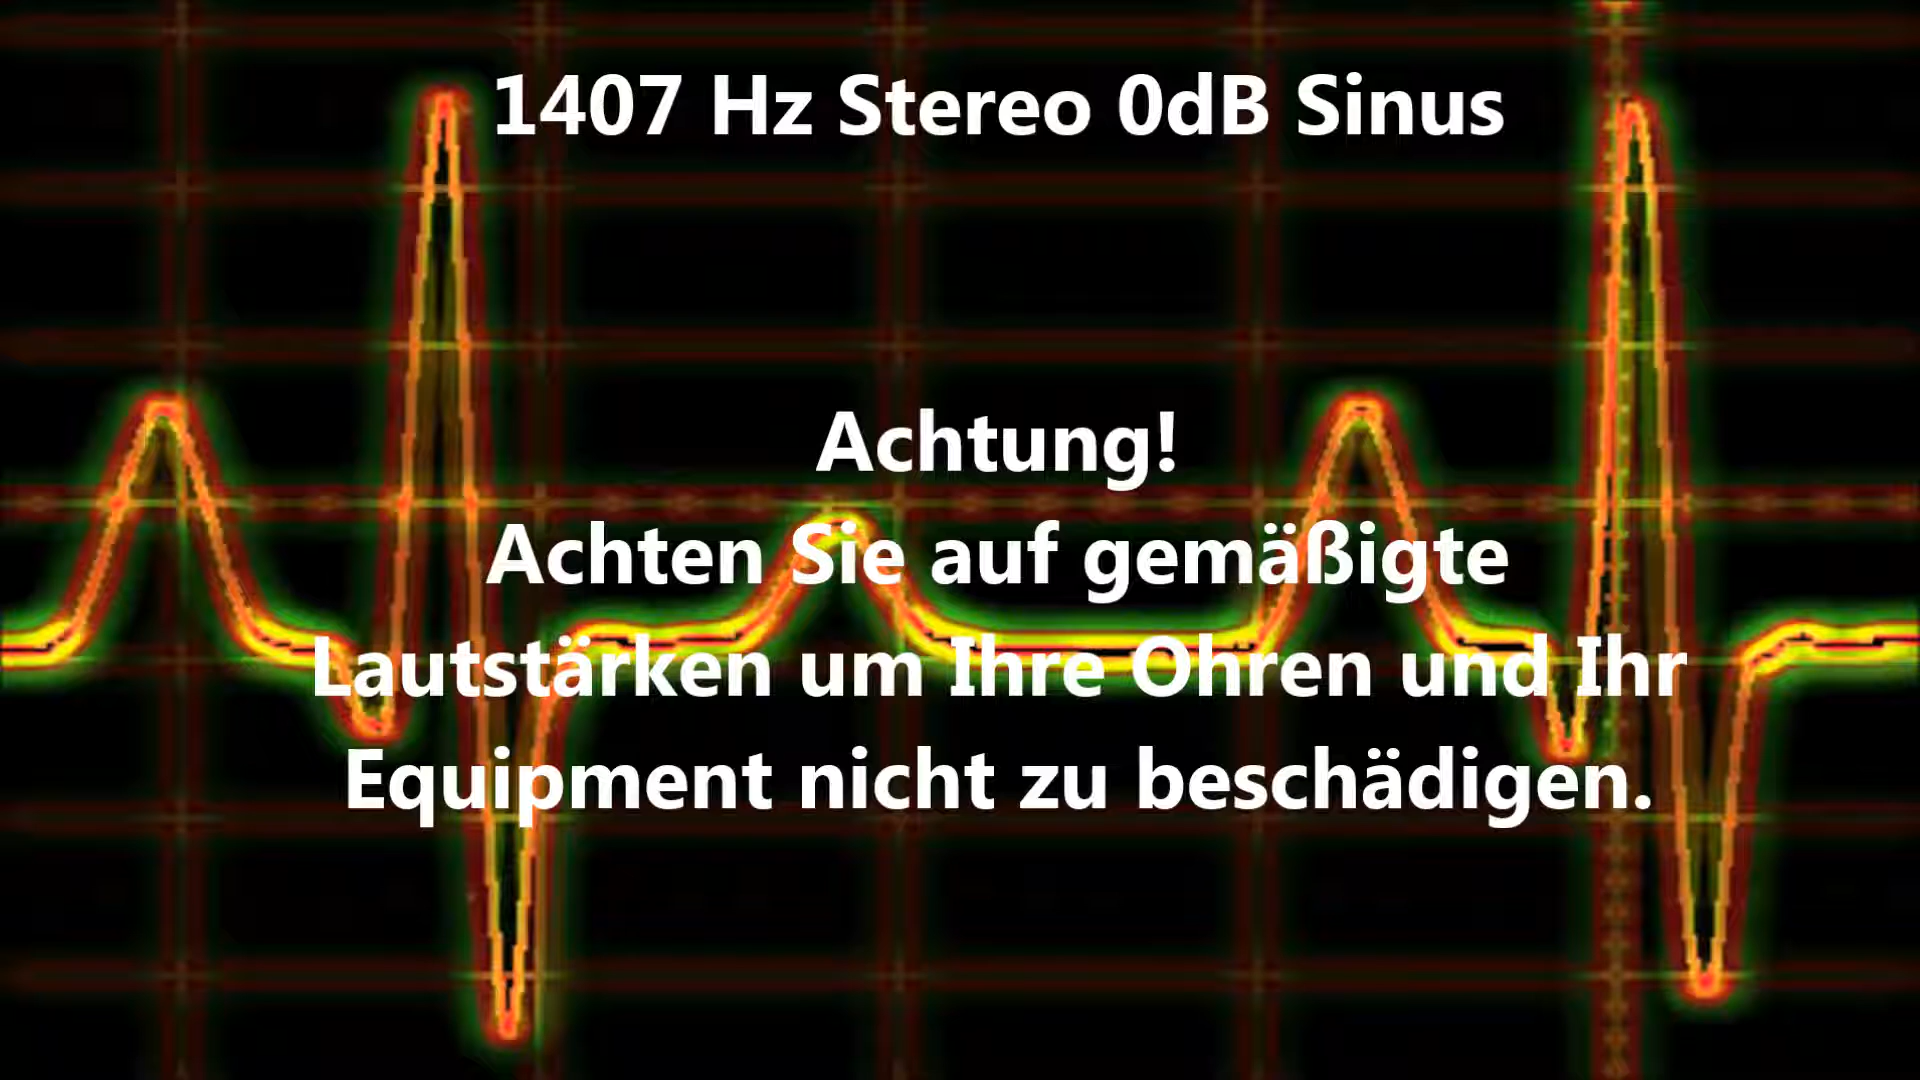 1407 Hz Stereo 0dB Sinus
Achtung!
Achten Sie auf gemäßigte
Lautstärken um Ihre Ohren und Ihr
Equipment nicht zu beschädigen.